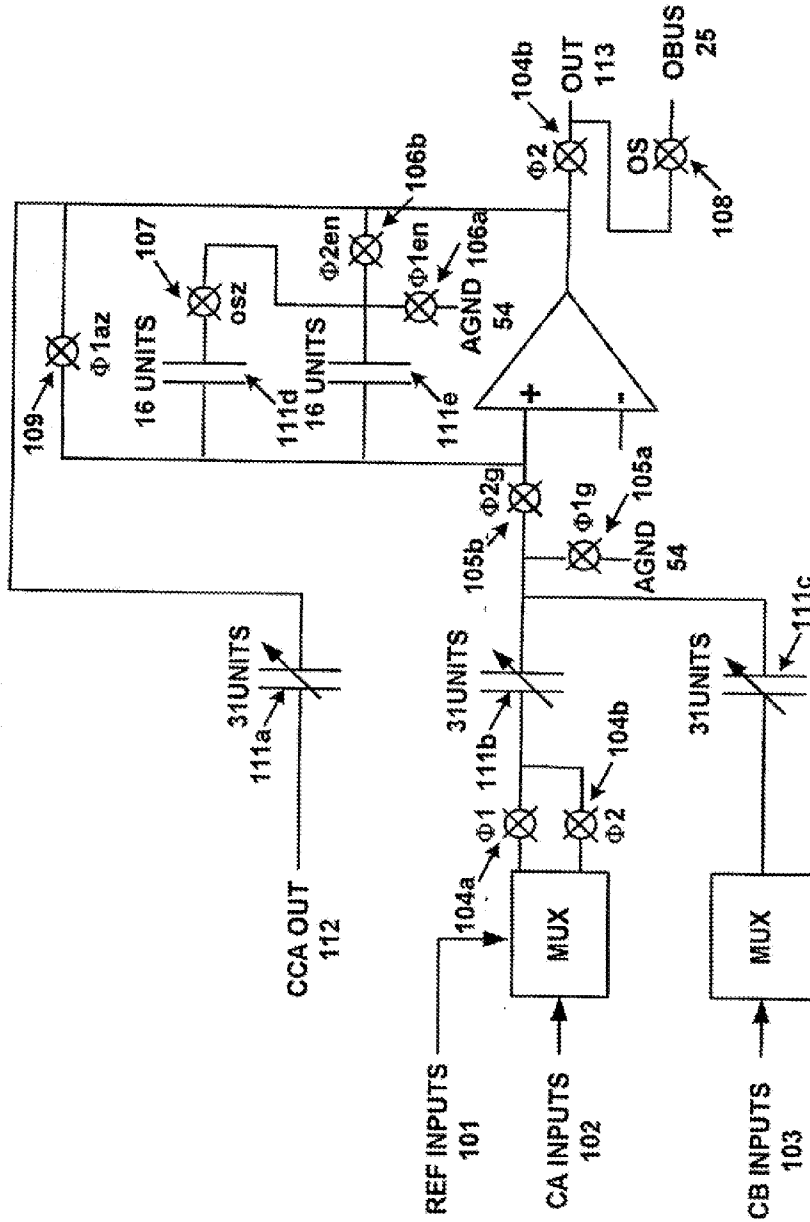 REF INPUTS
101
CA INPUTS
102
CB INPUTS
103
MUX
MUX
104a
Φ1
Φ2
104b
CCA OUT
112
31UNITS
111a
31UNITS
111b
31UNITS
111c
105b
Φ2g
Φ1g
AGND
54
105a
109
Φ1az
16 UNITS
107
osz
111d
16 UNITS
111e
Φ2en
106b
Φ1en
106a
AGND
54
+
-
Φ2
104b
OUT
113
OS
108
OBUS
25